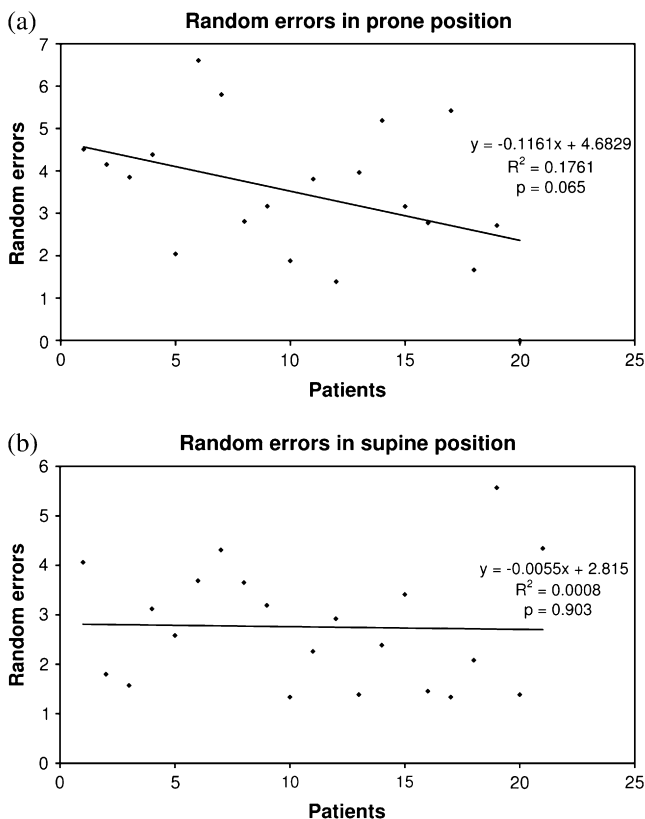 (a)
Random errors in prone position
7
6
5
4
3
2
1
0
Random errors
y = -0.1161x + 4.6829
R² = 0.1761
p = 0.065
0 5 10 15 20 25
Patients
(b)
Random errors in supine position
6
5
4
3
2
1
0
Random errors
y = -0.0055x + 2.815
R² = 0.0008
p = 0.903
0 5 10 15 20 25
Patients